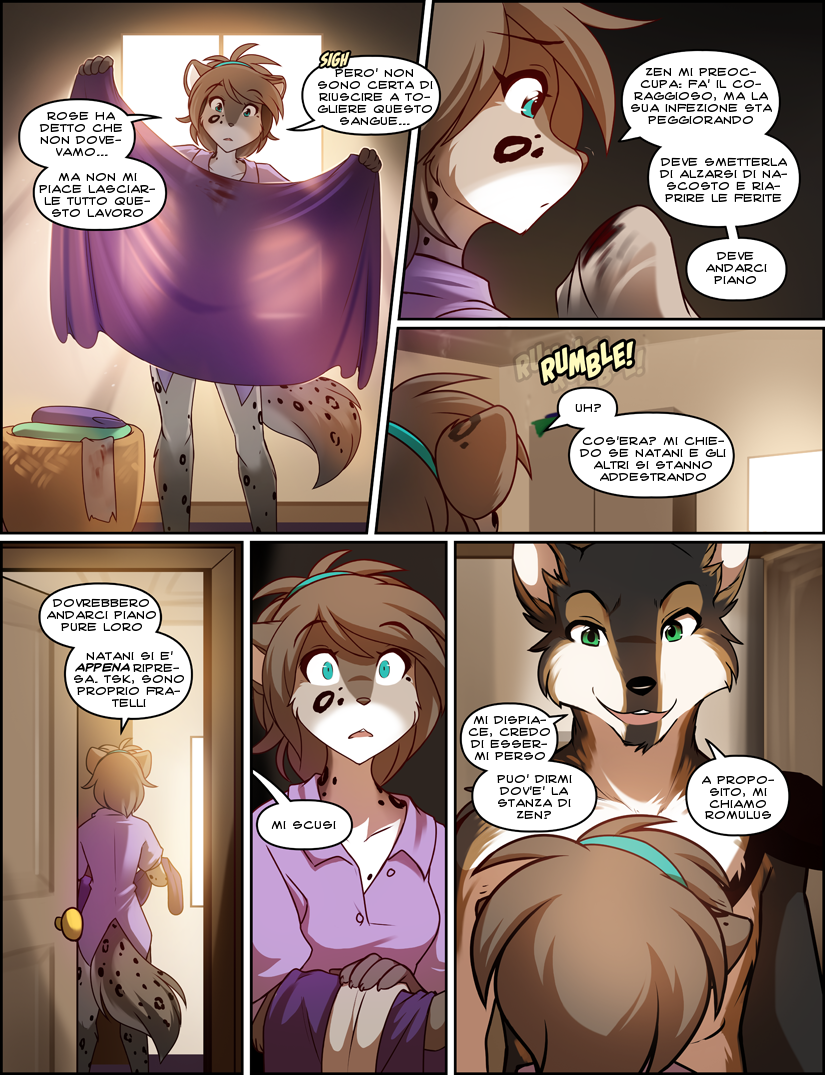 ROSE HA
DETTO CHE
NON DOVE-
VAMO...
MA NON MI
PIACE LASCIAR-
LE TUTTO QUE-
STO LAVORO
SIGH
PERO' NON
SONO CERTA DI
RIUSCIRE A TO-
GLIERE QUESTO
SANGUE...
ZEN MI PREOC-
CUPA: FA' IL CO-
RAGGIOSO, MA LA
SUA INFEZIONE STA
PEGGIORANDO
DEVE SMETTERLA
DI ALZARSI DI NA-
SCOSTO E RIA-
PRIRE LE FERITE
DEVE
ANDARCI
PIANO
RUMBLE!
UH?
COS'ERA? MI CHIE-
DO SE NATANI E GLI
ALTRI SI STANNO
ADDESTRANDO
DOVREBBERO
ANDARCI PIANO
PURE LORO
NATANI SI E'
APPENA RIPRE-
SA. TSK, SONO
PROPRIO FRA-
TELLI
MI SCUSI
MI DISPIA-
CE, CREDO
DI ESSER-
MI PERSO
PUO' DIRMI
DOV'E' LA
STANZA DI
ZEN?
A PROPO-
SITO, MI
CHIAMO
ROMULUS